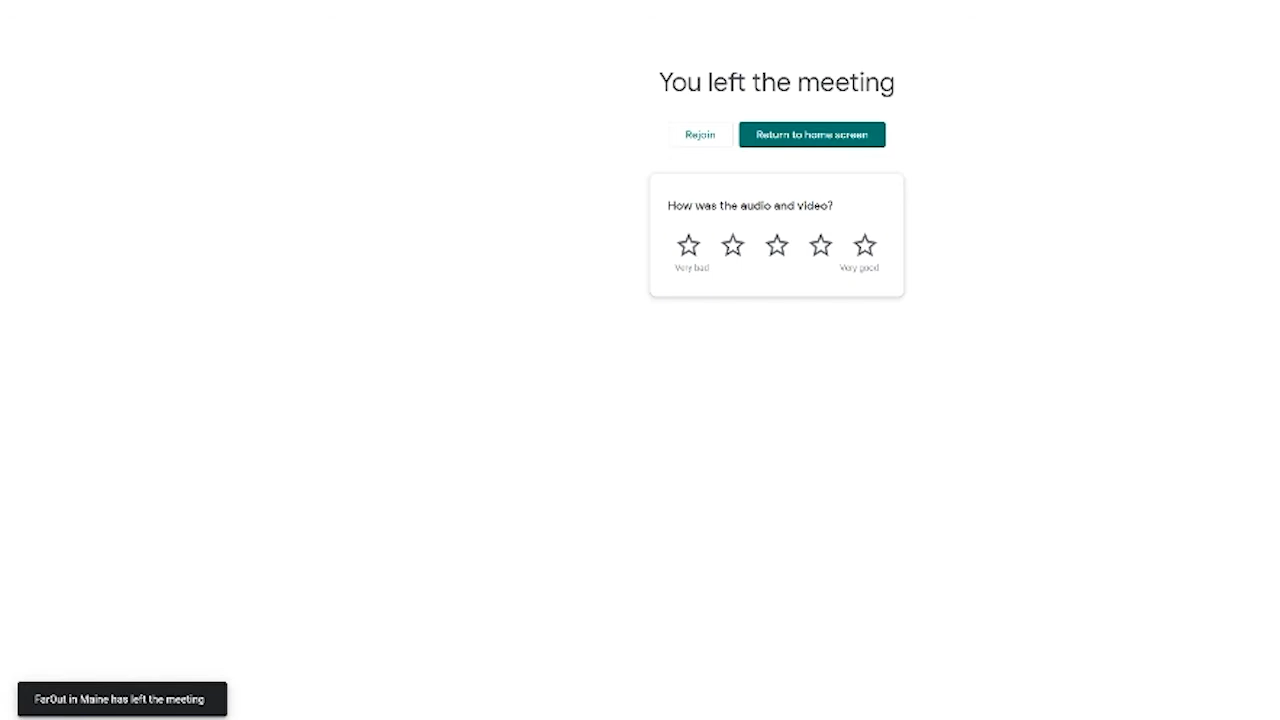 You left the meeting
Rejoin
Return to home screen
How was the audio and video?
Very bad
Very good
FarOut in Maine has left the meeting